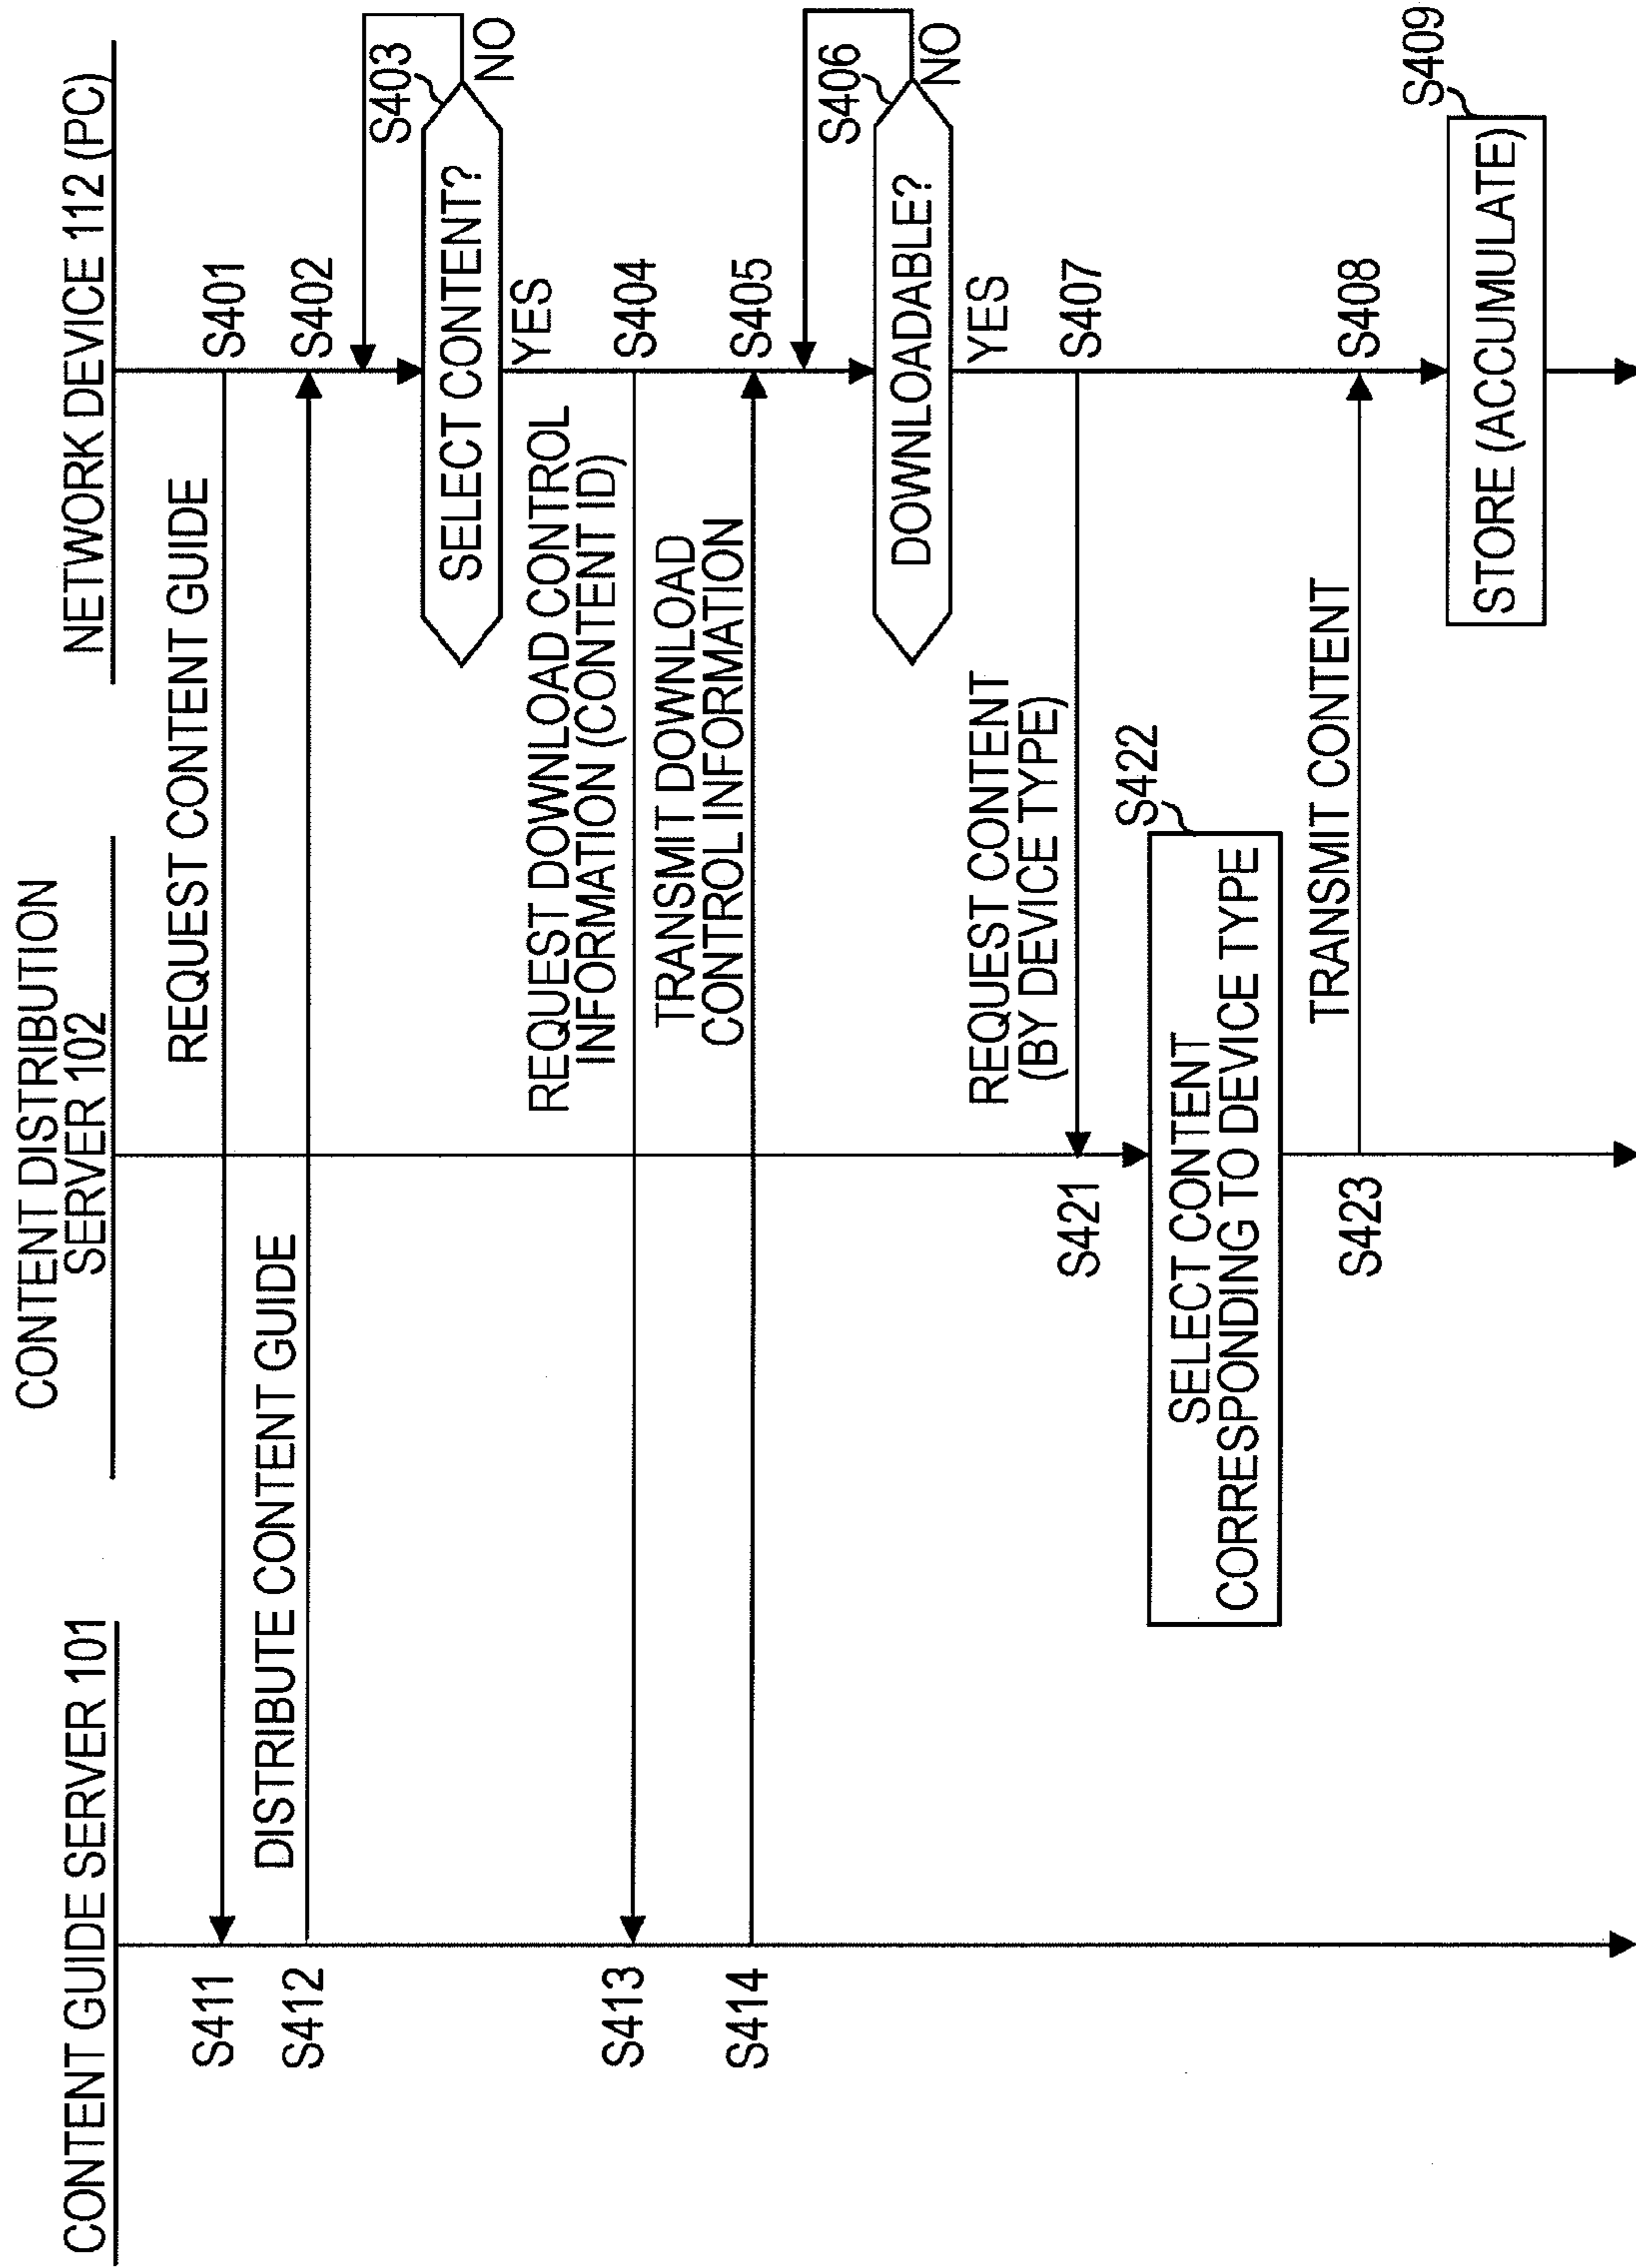 CONTENT GUIDE SERVER 101
CONTENT DISTRIBUTION
SERVER 102
NETWORK DEVICE 112 (PC)
S411
REQUEST CONTENT GUIDE
S401
S412
DISTRIBUTE CONTENT GUIDE
S402
S403
SELECT CONTENT?
NO
YES
REQUEST DOWNLOAD CONTROL
INFORMATION (CONTENT ID)
S413
S404
TRANSMIT DOWNLOAD
CONTROL INFORMATION
S414
S405
S406
DOWNLOADABLE?
NO
YES
REQUEST CONTENT
(BY DEVICE TYPE)
S421
S407
S422
SELECT CONTENT
CORRESPONDING TO DEVICE TYPE
TRANSMIT CONTENT
S423
S408
S409
STORE (ACCUMULATE)